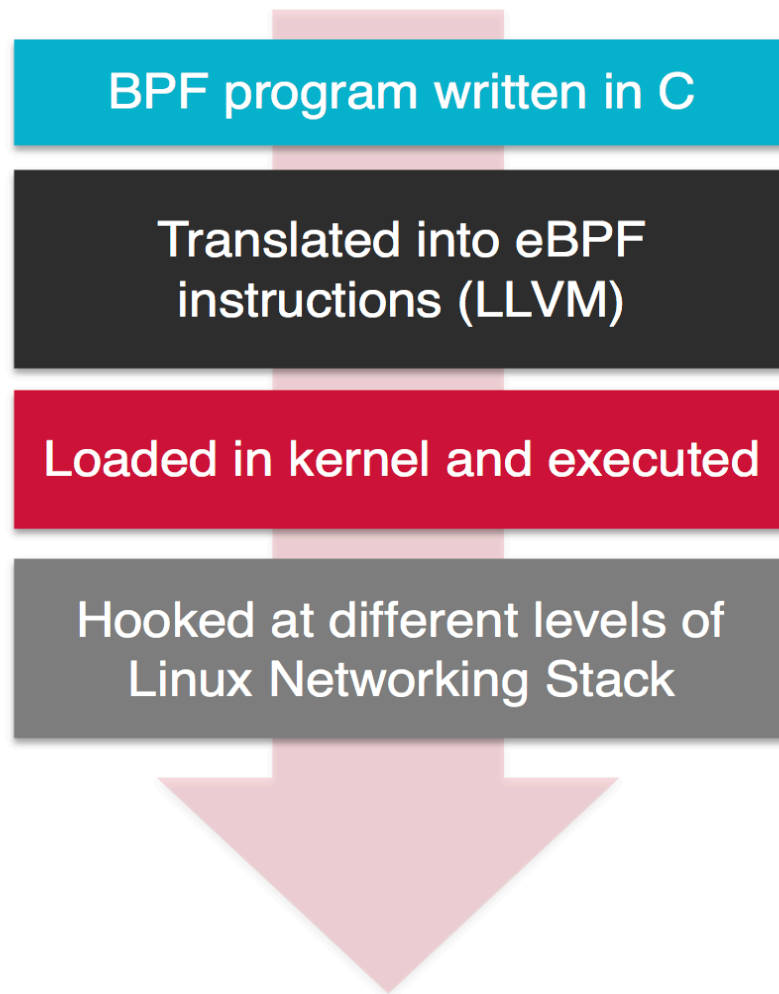 BPF program written in C
Translated into eBPF
instructions (LLVM)
Loaded in kernel and executed
Hooked at different levels of
Linux Networking Stack